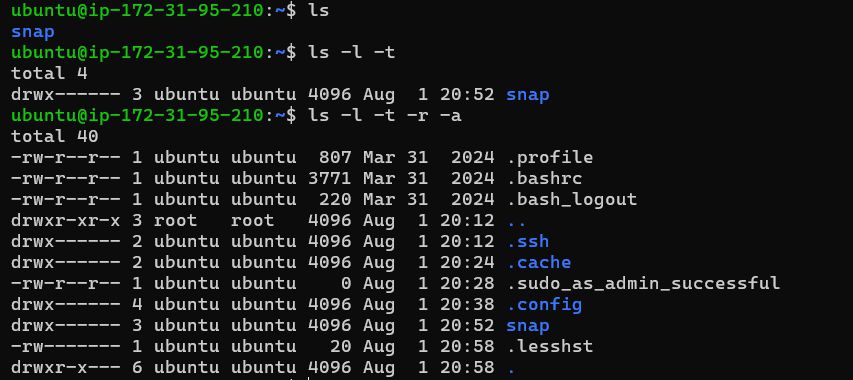 ubuntu@ip-172-31-95-210:~$ ls
snap
ubuntu@ip-172-31-95-210:~$ ls -l -t
total 4
drwx------ 3 ubuntu ubuntu 4096 Aug  1 20:52 snap
ubuntu@ip-172-31-95-210:~$ ls -l -t -r -a
total 40
-rw-r--r-- 1 ubuntu ubuntu  807 Mar 31  2024 .profile
-rw-r--r-- 1 ubuntu ubuntu 3771 Mar 31  2024 .bashrc
-rw-r--r-- 1 ubuntu ubuntu  220 Mar 31  2024 .bash_logout
drwxr-xr-x 3 root   root   4096 Aug  1 20:12 ..
drwx------ 2 ubuntu ubuntu 4096 Aug  1 20:12 .ssh
drwx------ 2 ubuntu ubuntu 4096 Aug  1 20:24 .cache
-rw-r--r-- 1 ubuntu ubuntu    0 Aug  1 20:28 .sudo_as_admin_successful
drwx------ 4 ubuntu ubuntu 4096 Aug  1 20:38 .config
drwx------ 3 ubuntu ubuntu 4096 Aug  1 20:52 snap
-rw------- 1 ubuntu ubuntu   20 Aug  1 20:58 .lesshst
drwxr-x--- 6 ubuntu ubuntu 4096 Aug  1 20:58 .